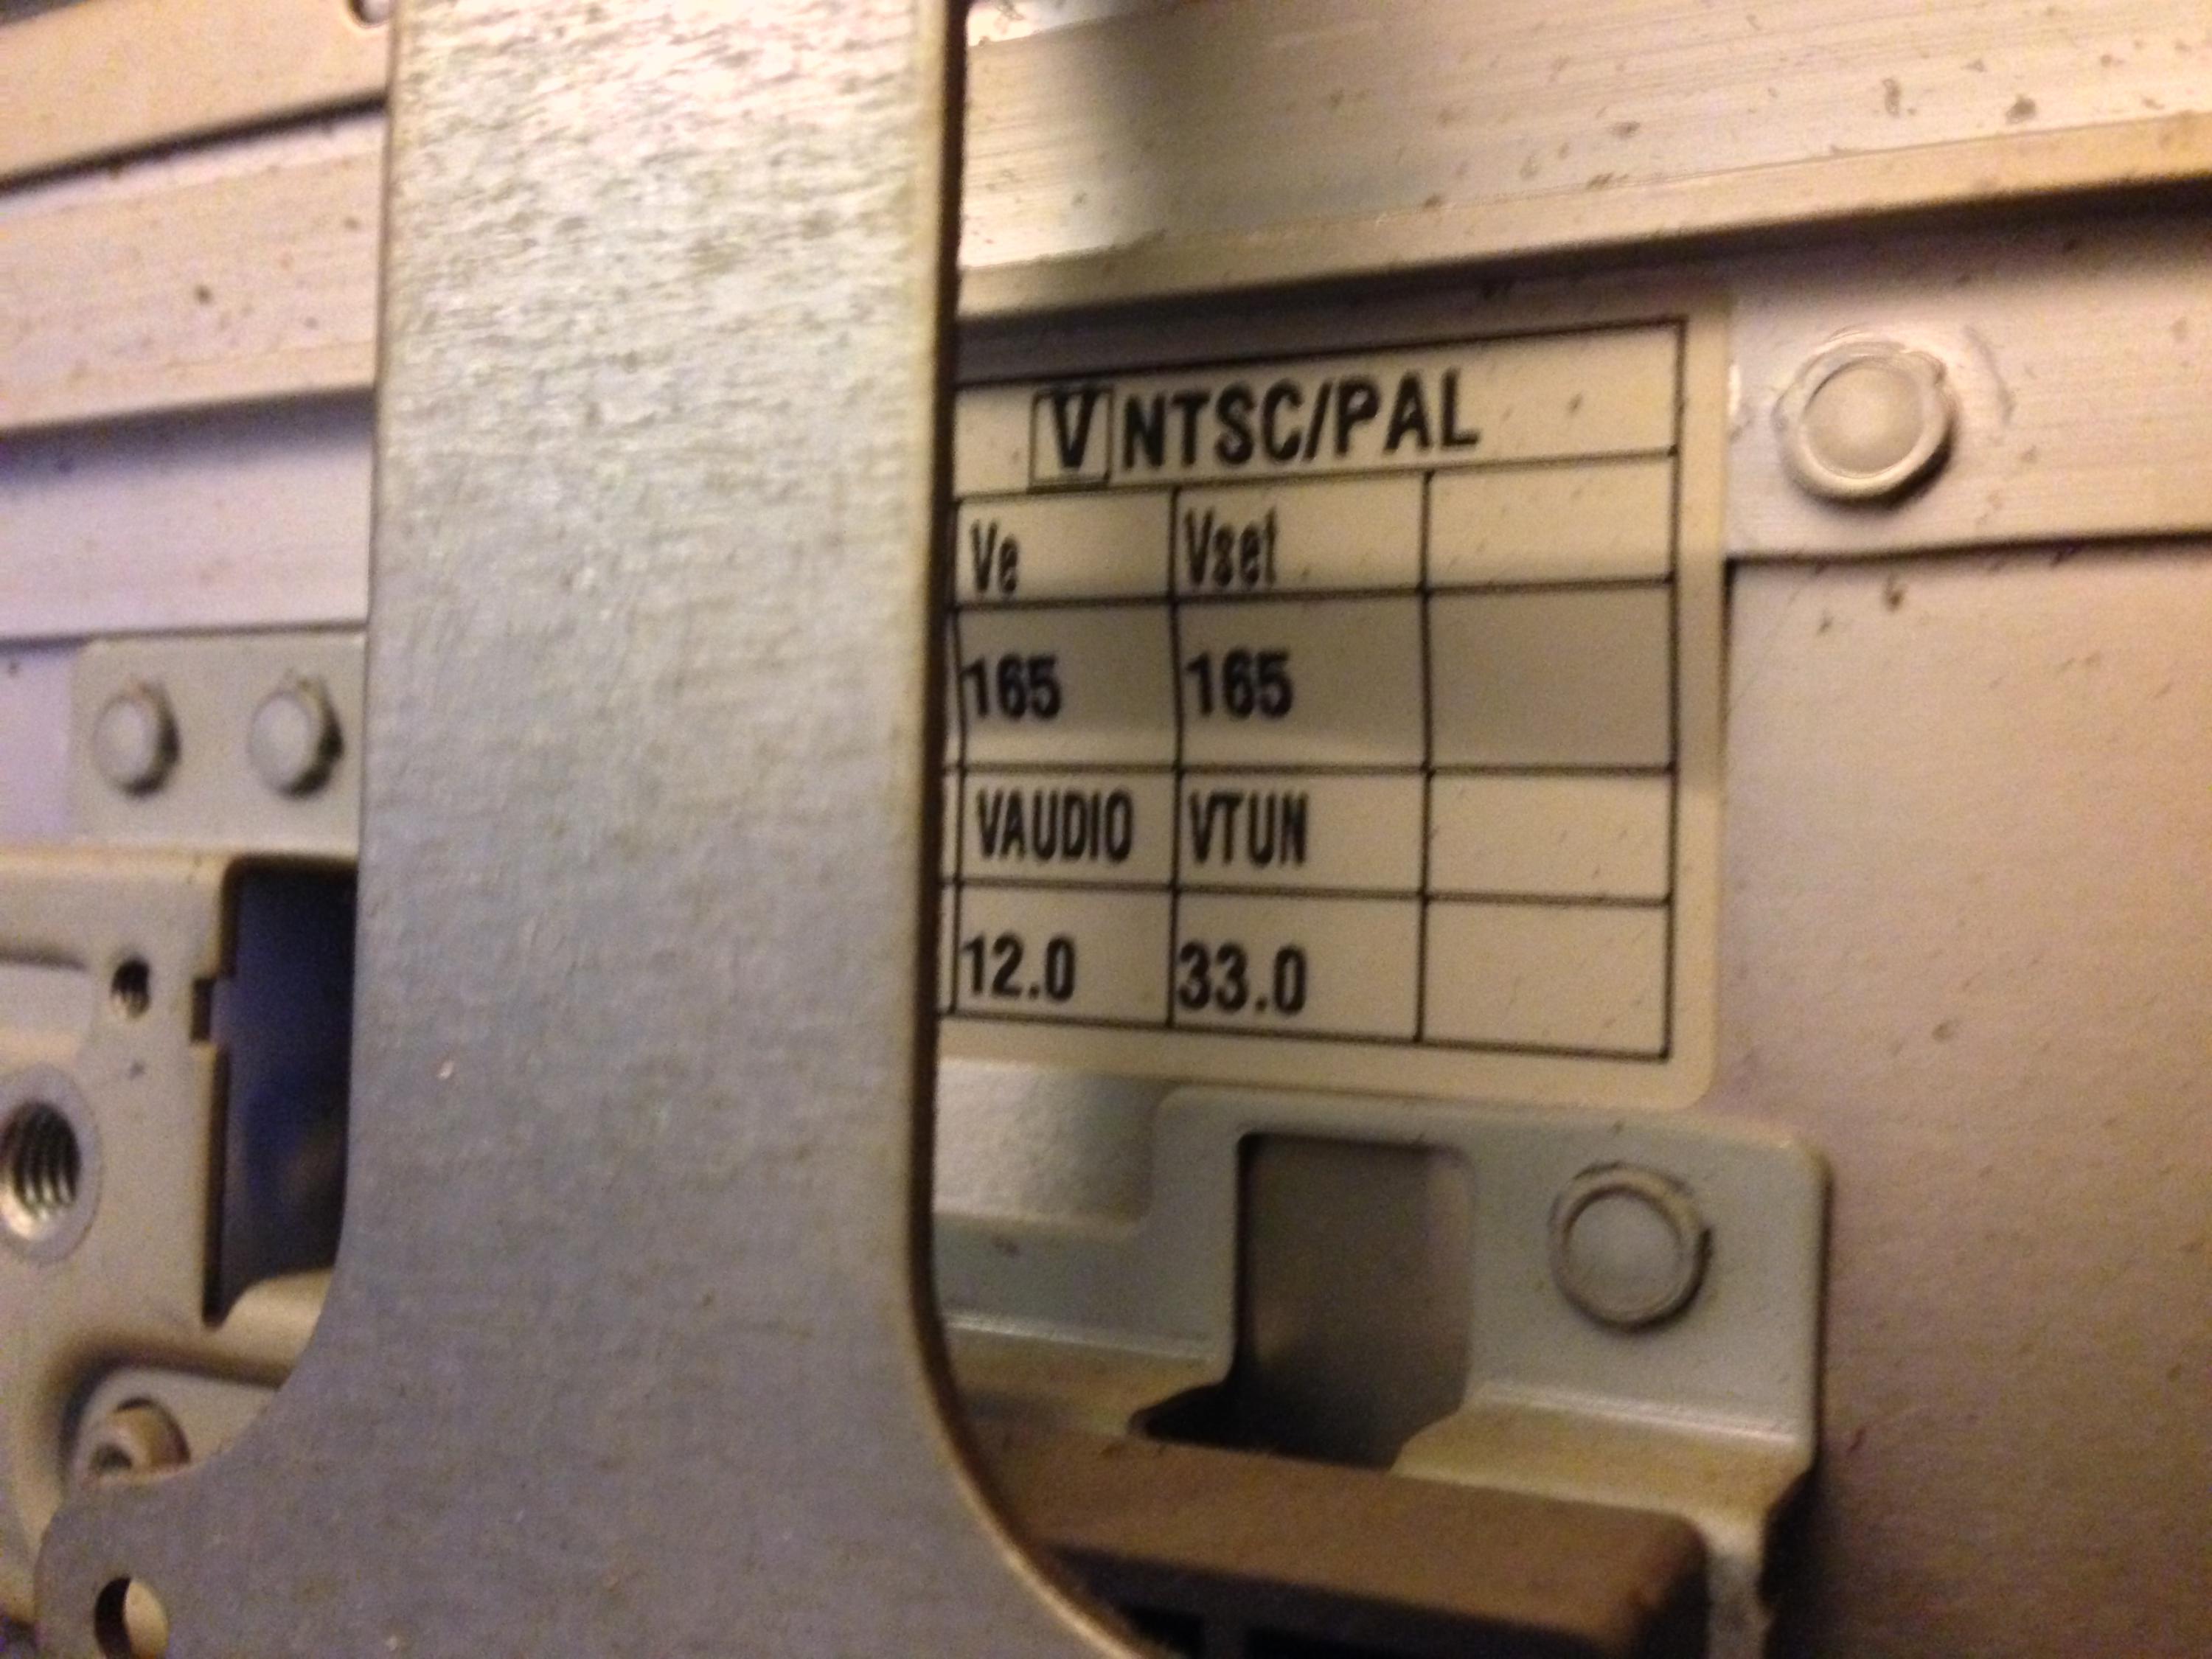 V NTSC/PAL
Ve Vset
165 165
VAUDIO VTUN
12.0 33.0